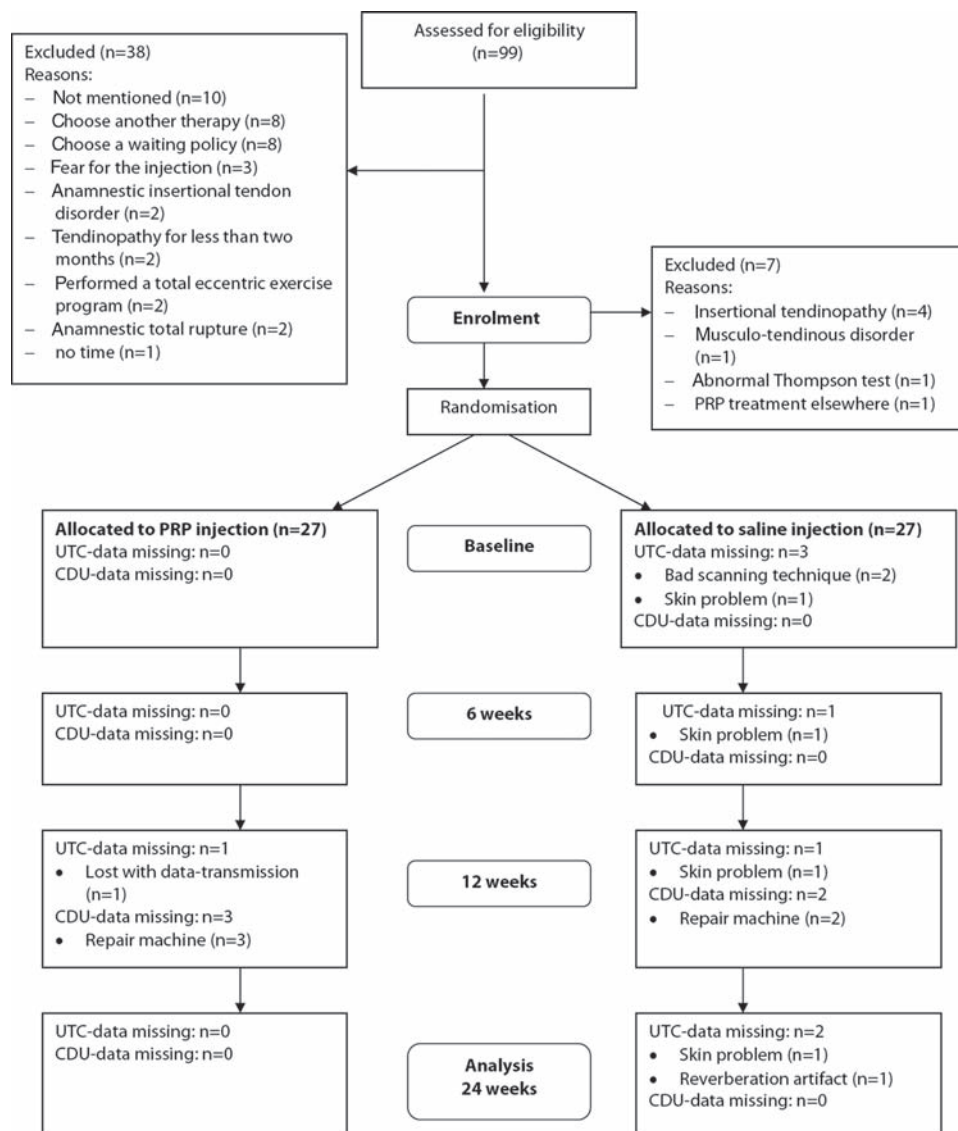 Assessed for eligibility
(n=99)
Excluded (n=38)
Reasons:
– Not mentioned (n=10)
– Choose another therapy (n=8)
– Choose a waiting policy (n=8)
– Fear for the injection (n=3)
– Anamnestic insertional tendon
disorder (n=2)
– Tendinopathy for less than two
months (n=2)
– Performed a total eccentric exercise
program (n=2)
– Anamnestic total rupture (n=2)
– no time (n=1)
Excluded (n=7)
Reasons:
– Insertional tendinopathy (n=4)
– Musculo-tendinous disorder
(n=1)
– Abnormal Thompson test (n=1)
– PRP treatment elsewhere (n=1)
Enrolment
Randomisation
Allocated to PRP injection (n=27)
UTC-data missing: n=0
CDU-data missing: n=0
Baseline
Allocated to saline injection (n=27)
UTC-data missing: n=3
• Bad scanning technique (n=2)
• Skin problem (n=1)
CDU-data missing: n=0
UTC-data missing: n=0
CDU-data missing: n=0
6 weeks
UTC-data missing: n=1
• Skin problem (n=1)
CDU-data missing: n=0
UTC-data missing: n=1
• Lost with data-transmission
(n=1)
CDU-data missing: n=3
• Repair machine (n=3)
12 weeks
UTC-data missing: n=1
• Skin problem (n=1)
CDU-data missing: n=2
• Repair machine (n=2)
UTC-data missing: n=0
CDU-data missing: n=0
Analysis
24 weeks
UTC-data missing: n=2
• Skin problem (n=1)
• Reverberation artifact (n=1)
CDU-data missing: n=0